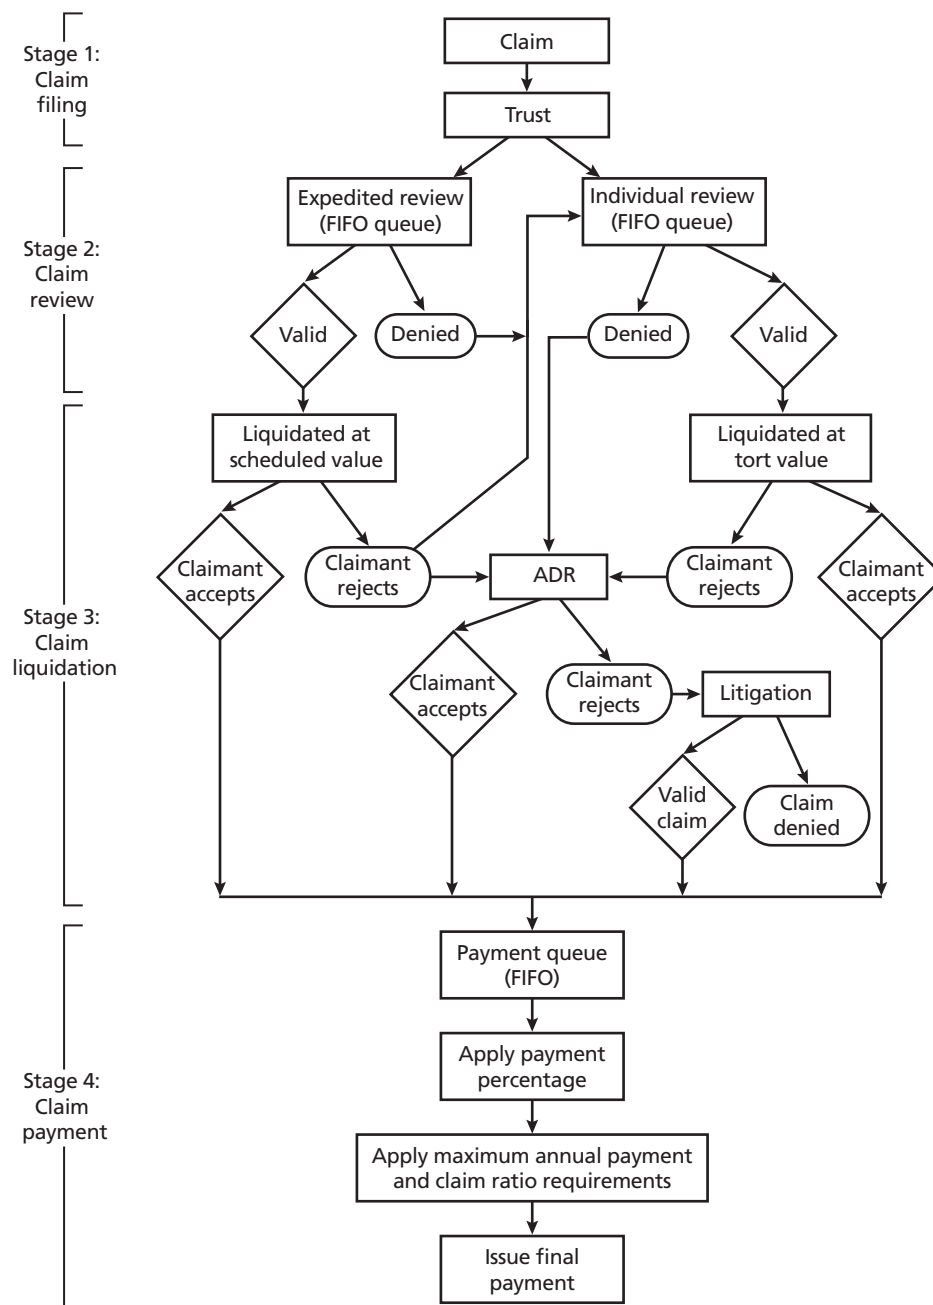 Stage 1:
Claim
filing
Claim
Trust
Stage 2:
Claim
review
Expedited review
(FIFO queue)
Individual review
(FIFO queue)
Valid
Denied
Denied
Valid
Stage 3:
Claim
liquidation
Liquidated at
scheduled value
Liquidated at
tort value
Claimant
accepts
Claimant
rejects
ADR
Claimant
rejects
Claimant
accepts
Claimant
accepts
Claimant
rejects
Litigation
Valid
claim
Claim
denied
Stage 4:
Claim
payment
Payment queue
(FIFO)
Apply payment
percentage
Apply maximum annual payment
and claim ratio requirements
Issue final
payment